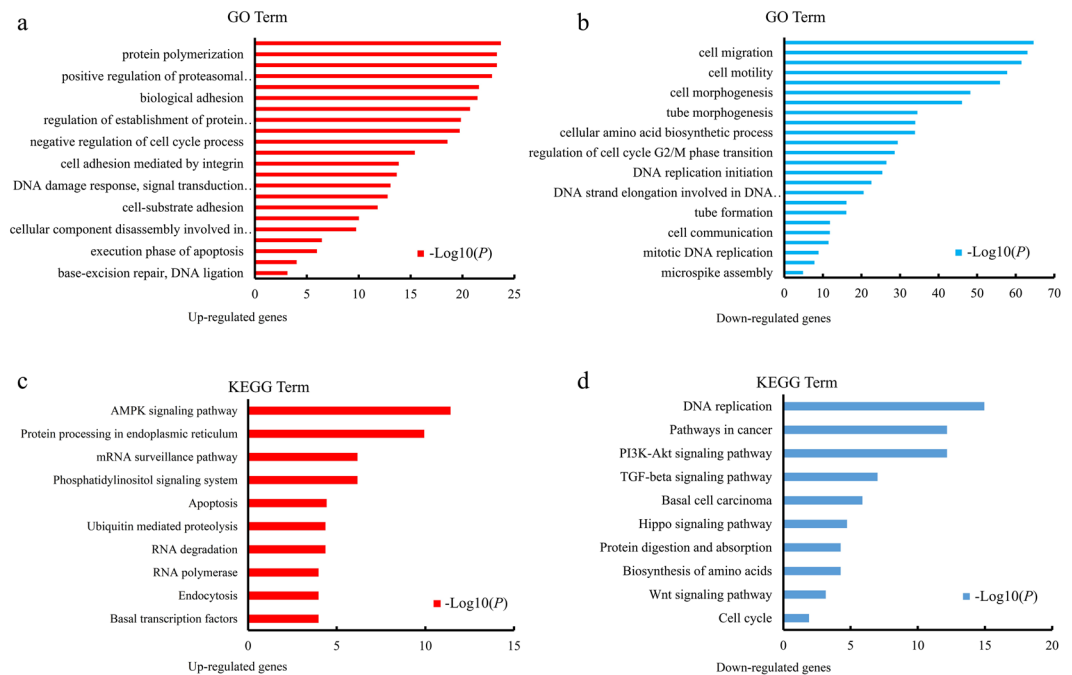 a
GO Term
protein polymerization
positive regulation of proteasomal..
biological adhesion
regulation of establishment of protein..
negative regulation of cell cycle process
cell adhesion mediated by integrin
DNA damage response, signal transduction..
cell-substrate adhesion
cellular component disassembly involved in..
execution phase of apoptosis
base-excision repair, DNA ligation
-Log10(P)
0 5 10 15 20 25
Up-regulated genes
b
GO Term
cell migration
cell motility
cell morphogenesis
tube morphogenesis
cellular amino acid biosynthetic process
regulation of cell cycle G2/M phase transition
DNA replication initiation
DNA strand elongation involved in DNA..
tube formation
cell communication
mitotic DNA replication
microspike assembly
-Log10(P)
0 10 20 30 40 50 60 70
Down-regulated genes
c
KEGG Term
AMPK signaling pathway
Protein processing in endoplasmic reticulum
mRNA surveillance pathway
Phosphatidylinositol signaling system
Apoptosis
Ubiquitin mediated proteolysis
RNA degradation
RNA polymerase
Endocytosis
Basal transcription factors
-Log10(P)
0 5 10 15
Up-regulated genes
d
KEGG Term
DNA replication
Pathways in cancer
PI3K-Akt signaling pathway
TGF-beta signaling pathway
Basal cell carcinoma
Hippo signaling pathway
Protein digestion and absorption
Biosynthesis of amino acids
Wnt signaling pathway
Cell cycle
-Log10(P)
0 5 10 15 20
Down-regulated genes